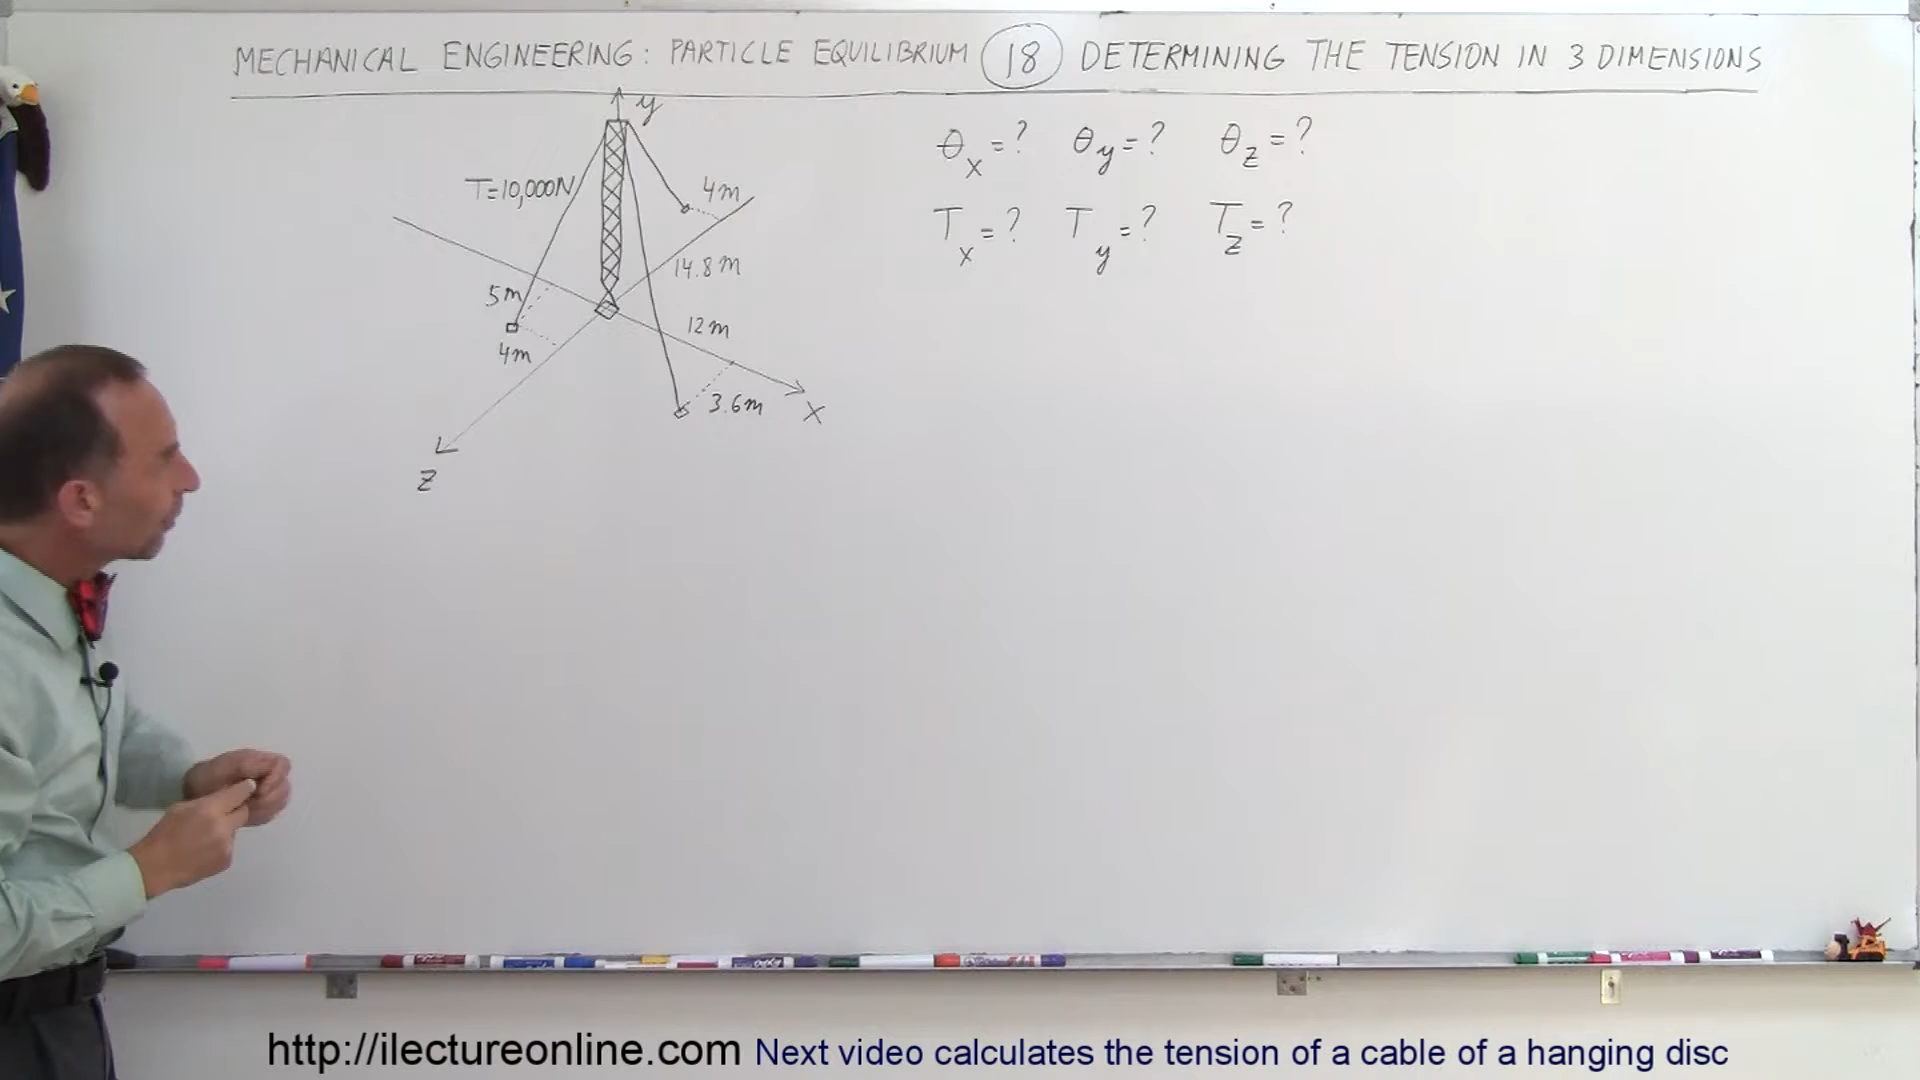 MECHANICAL ENGINEERING: PARTICLE EQUILIBRIUM 18 DETERMINING THE TENSION IN 3 DIMENSIONS
y
θx=? θy=? θz=?
T=10,000N
4m
Tx=? Ty=? Tz=?
14.8m
5m
12m
4m
3.6m
X
Z
http://ilectureonline.com Next video calculates the tension of a cable of a hanging disc